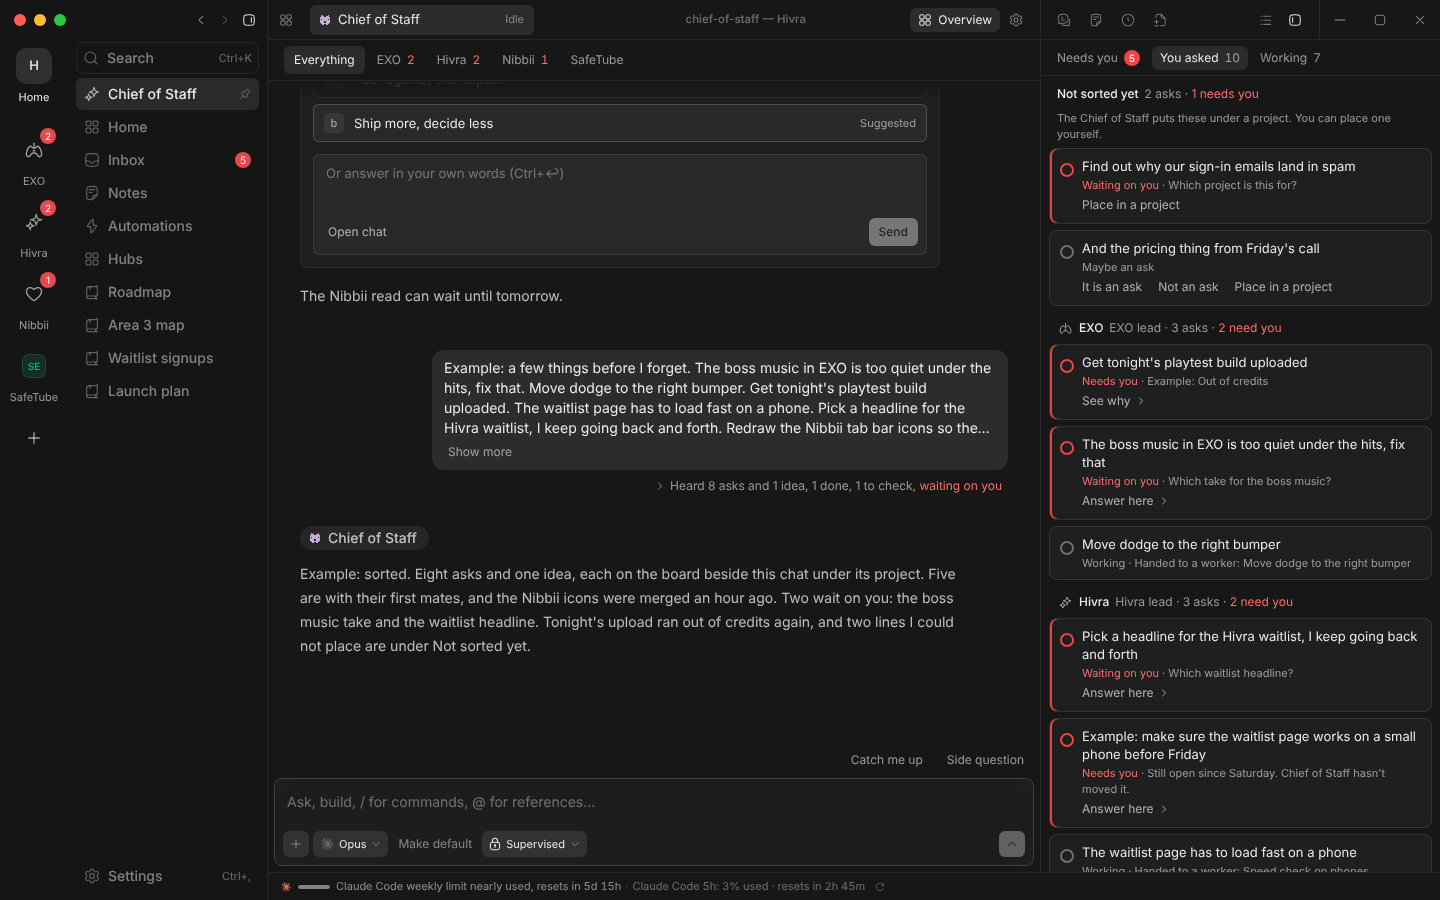 Chief of Staff
Idle
chief-of-staff — Hivra
Overview
H
Home
2
EXO
2
Hivra
1
Nibbii
SE
SafeTube
Search
Ctrl+K
Chief of Staff
Home
Inbox
5
Notes
Automations
Hubs
Roadmap
Area 3 map
Waitlist signups
Launch plan
Settings
Ctrl+,
Everything
EXO 2
Hivra 2
Nibbii 1
SafeTube
b
Ship more, decide less
Suggested
Or answer in your own words (Ctrl+↩)
Open chat
Send
The Nibbii read can wait until tomorrow.
Example: a few things before I forget. The boss music in EXO is too quiet under the
hits, fix that. Move dodge to the right bumper. Get tonight's playtest build
uploaded. The waitlist page has to load fast on a phone. Pick a headline for the
Hivra waitlist, I keep going back and forth. Redraw the Nibbii tab bar icons so the...
Show more
Heard 8 asks and 1 idea, 1 done, 1 to check, waiting on you
Chief of Staff
Example: sorted. Eight asks and one idea, each on the board beside this chat under its project. Five
are with their first mates, and the Nibbii icons were merged an hour ago. Two wait on you: the boss
music take and the waitlist headline. Tonight's upload ran out of credits again, and two lines I could
not place are under Not sorted yet.
Catch me up
Side question
Ask, build, / for commands, @ for references...
Opus
Make default
Supervised
Claude Code weekly limit nearly used, resets in 5d 15h · Claude Code 5h: 3% used · resets in 2h 45m
Needs you 5
You asked 10
Working 7
Not sorted yet 2 asks · 1 needs you
The Chief of Staff puts these under a project. You can place one
yourself.
Find out why our sign-in emails land in spam
Waiting on you · Which project is this for?
Place in a project
And the pricing thing from Friday's call
Maybe an ask
It is an ask
Not an ask
Place in a project
EXO EXO lead · 3 asks · 2 need you
Get tonight's playtest build uploaded
Needs you · Example: Out of credits
See why
The boss music in EXO is too quiet under the hits, fix
that
Waiting on you · Which take for the boss music?
Answer here
Move dodge to the right bumper
Working · Handed to a worker: Move dodge to the right bumper
Hivra Hivra lead · 3 asks · 2 need you
Pick a headline for the Hivra waitlist, I keep going back
and forth
Waiting on you · Which waitlist headline?
Answer here
Example: make sure the waitlist page works on a small
phone before Friday
Needs you · Still open since Saturday. Chief of Staff hasn't
moved it.
Answer here
The waitlist page has to load fast on a phone
Working · Handed to a worker: Speed check on phones